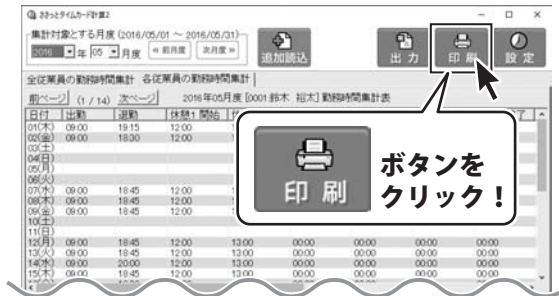 ささっとタイムカード計算2
集計対象とする月度 (2016/05/01 ～ 2016/05/31)
2016 年 05 月度 «前月度 次月度»
追加読込 出力 印刷 設定
全従業員の勤務時間集計 各従業員の勤務時間集計
前ページ (1 / 14) 次ページ 2016年05月度 [0001:鈴木 裕太] 勤務時間集計表
日付 出勤 退勤 休憩1 開始
01(木) 09:00 19:15 12:00
02(金) 09:00 18:30 12:00
03(土)
04(日)
05(月)
06(火)
07(水) 09:00 18:45 12:00
08(木) 09:00 18:45 12:00
09(金) 09:00 18:45 12:00
10(土)
11(日)
12(月) 09:00 18:45 12:00 13:00 00:00 00:00 00:00 00:00
13(火) 09:00 18:45 12:00 13:00 00:00 00:00 00:00 00:00
14(水) 09:00 20:00 12:00 13:00 00:00 00:00 00:00 00:00
15(木) 09:00 18:45 12:00 13:00 00:00 00:00 00:00 00:00
印刷
ボタンを
クリック！